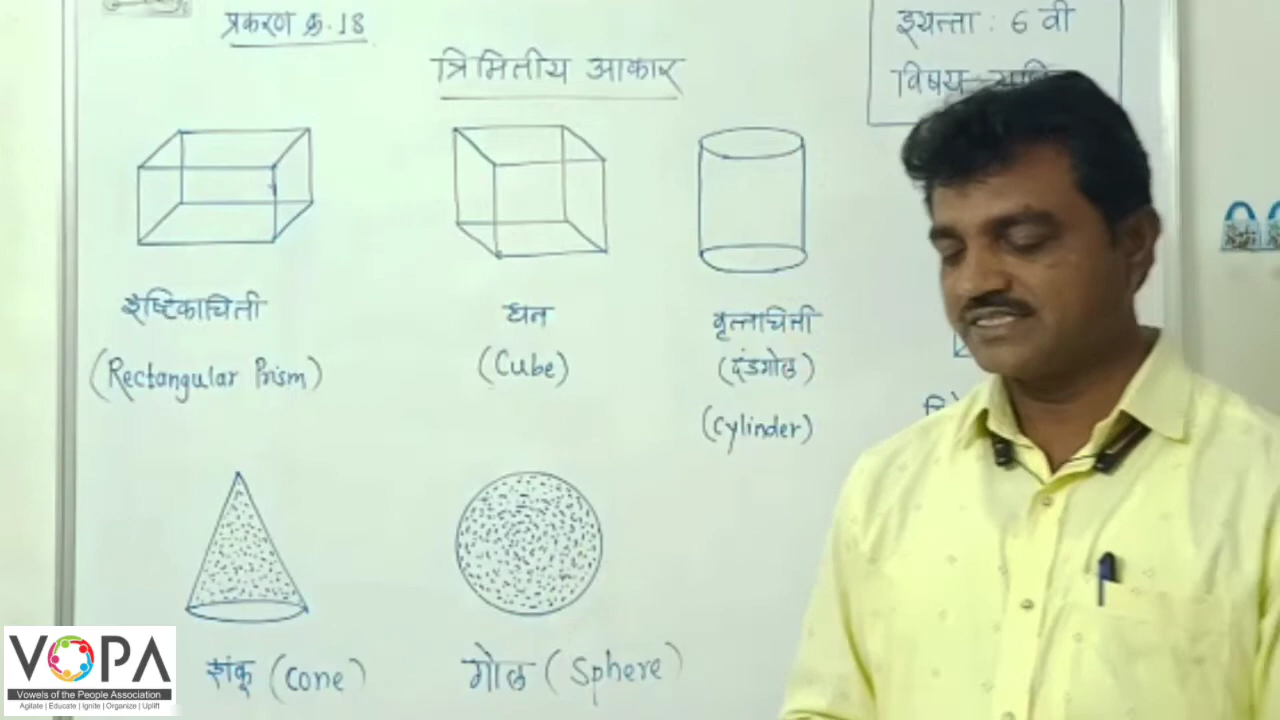 प्रकरण क्र. 18
इयत्ता : 6 वी
विषय
त्रिमितीय आकार
इष्टिकाचिती
(Rectangular Prism)
घन
(Cube)
वृत्तचिती
(दंडगोल)
(Cylinder)
शंकू (Cone)
गोल (Sphere)
VOPA
Vowels of the People Association
Agitate | Educate | Ignite | Organize | Uplift